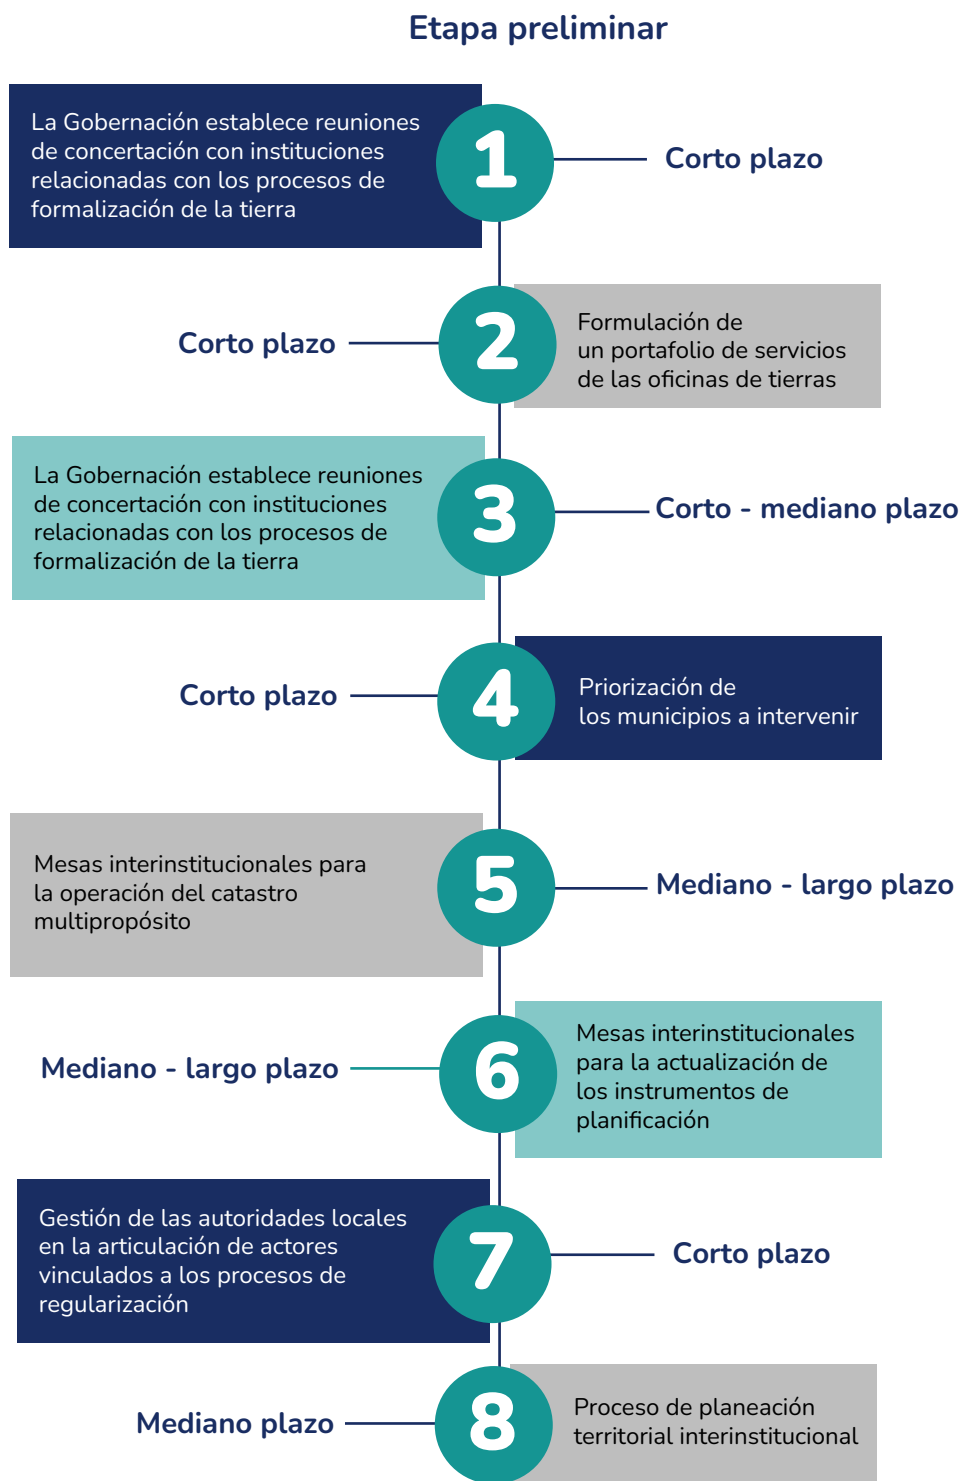 Etapa preliminar
La Gobernación establece reuniones
de concertación con instituciones
relacionadas con los procesos de
formalización de la tierra
1
Corto plazo
Corto plazo
2
Formulación de
un portafolio de servicios
de las oficinas de tierras
La Gobernación establece reuniones
de concertación con instituciones
relacionadas con los procesos de
formalización de la tierra
3
Corto - mediano plazo
Corto plazo
4
Priorización de
los municipios a intervenir
Mesas interinstitucionales para
la operación del catastro
multipropósito
5
Mediano - largo plazo
Mediano - largo plazo
6
Mesas interinstitucionales
para la actualización de
los instrumentos de
planificación
Gestión de las autoridades locales
en la articulación de actores
vinculados a los procesos de
regularización
7
Corto plazo
Mediano plazo
8
Proceso de planeación
territorial interinstitucional